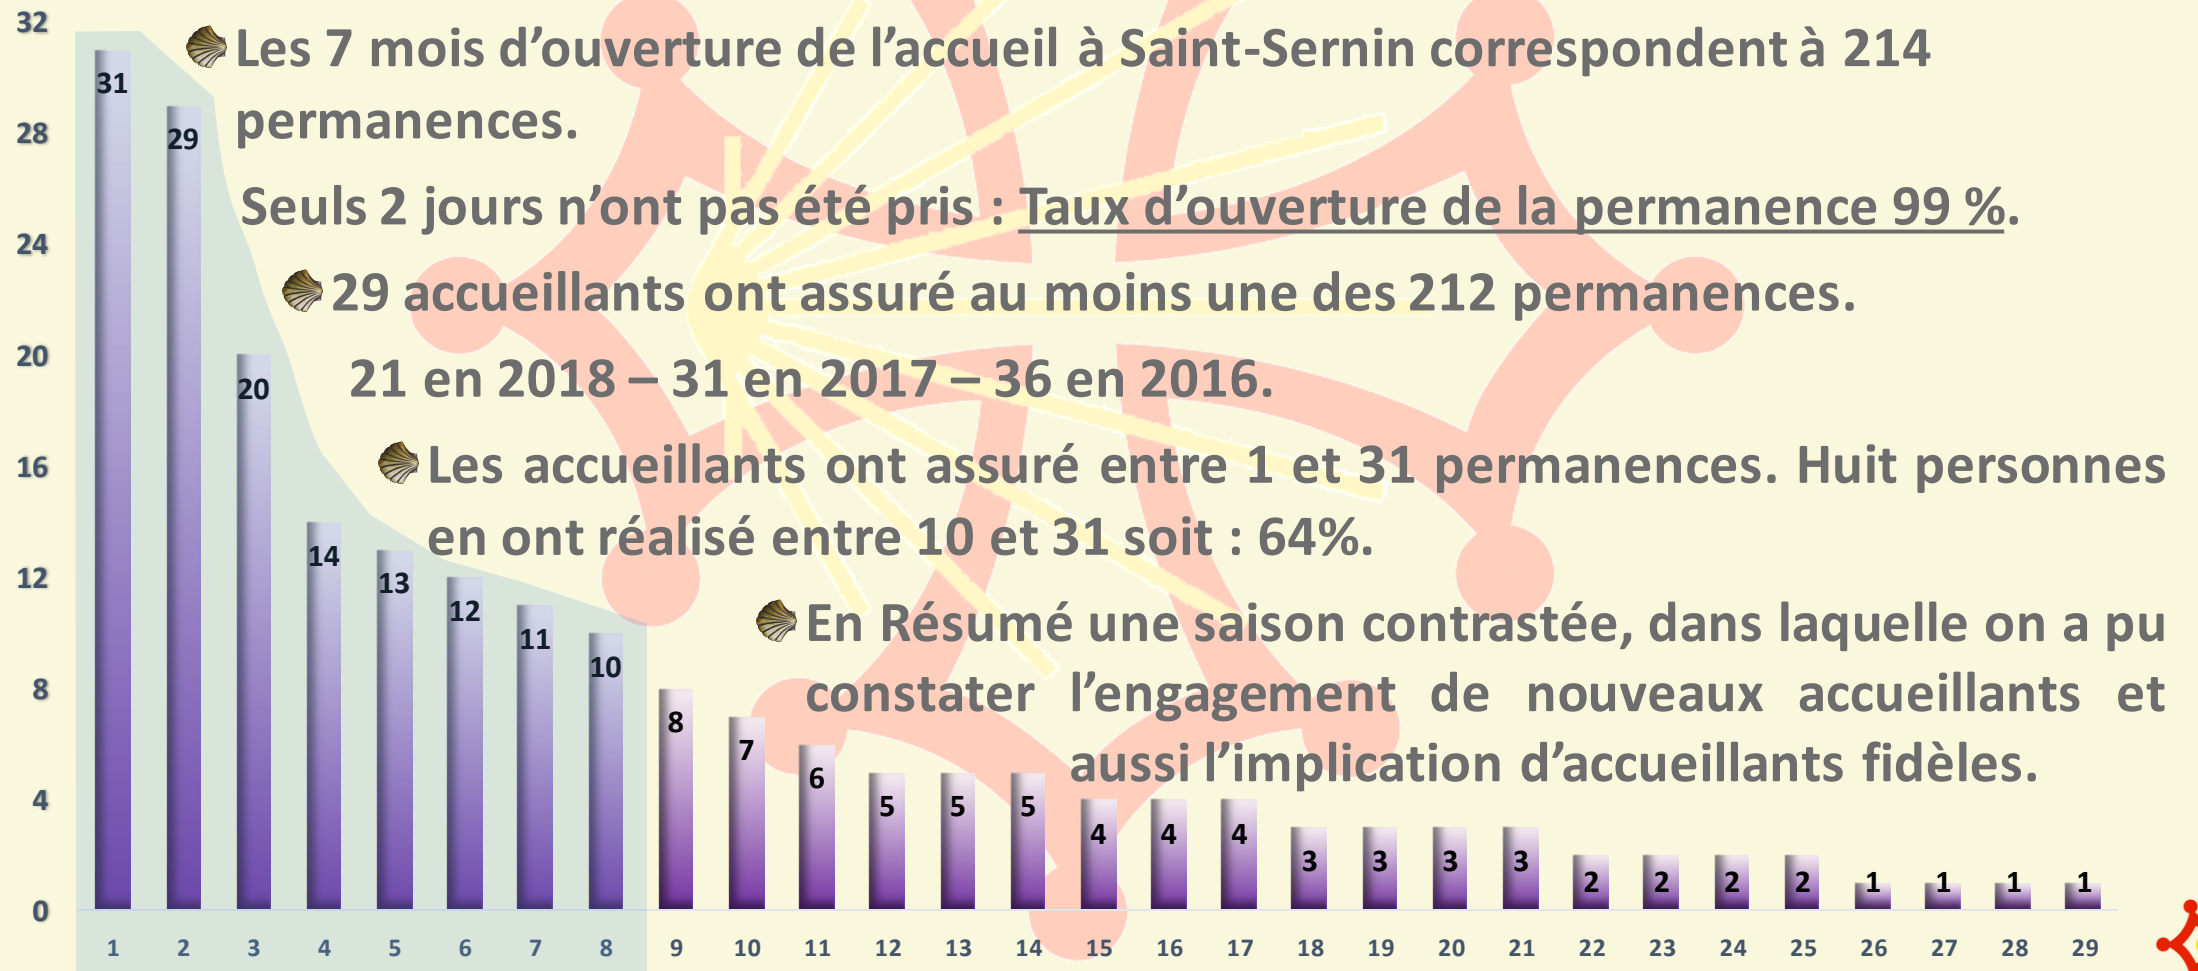 Les 7 mois d’ouverture de l’accueil à Saint-Sernin correspondent à 214
permanences.
Seuls 2 jours n’ont pas été pris : Taux d’ouverture de la permanence 99 %.
29 accueillants ont assuré au moins une des 212 permanences.
21 en 2018 – 31 en 2017 – 36 en 2016.
Les accueillants ont assuré entre 1 et 31 permanences. Huit personnes
en ont réalisé entre 10 et 31 soit : 64%.
En Résumé une saison contrastée, dans laquelle on a pu
constater l’engagement de nouveaux accueillants et
aussi l’implication d’accueillants fidèles.
32
28
24
20
16
12
8
4
0
31 29 20 14 13 12 11 10 8 7 6 5 5 5 4 4 4 3 3 3 3 2 2 2 2 1 1 1 1
1 2 3 4 5 6 7 8 9 10 11 12 13 14 15 16 17 18 19 20 21 22 23 24 25 26 27 28 29